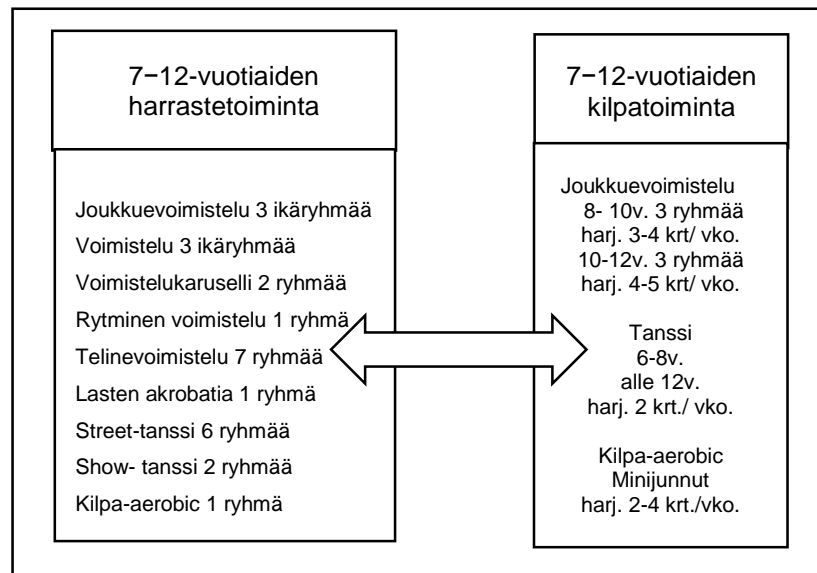 7−12-vuotiaiden
harrastetoiminta
Joukkuevoimistelu 3 ikäryhmää
Voimistelu 3 ikäryhmää
Voimistelukaruselli 2 ryhmää
Rytminen voimistelu 1 ryhmä
Telinevoimistelu 7 ryhmää
Lasten akrobatia 1 ryhmä
Street-tanssi 6 ryhmää
Show- tanssi 2 ryhmää
Kilpa-aerobic 1 ryhmä
7−12-vuotiaiden
kilpatoiminta
Joukkuevoimistelu
8- 10v. 3 ryhmää
harj. 3-4 krt/ vko.
10-12v. 3 ryhmää
harj. 4-5 krt/ vko.
Tanssi
6-8v.
alle 12v.
harj. 2 krt./ vko.
Kilpa-aerobic
Minijunnut
harj. 2-4 krt./vko.